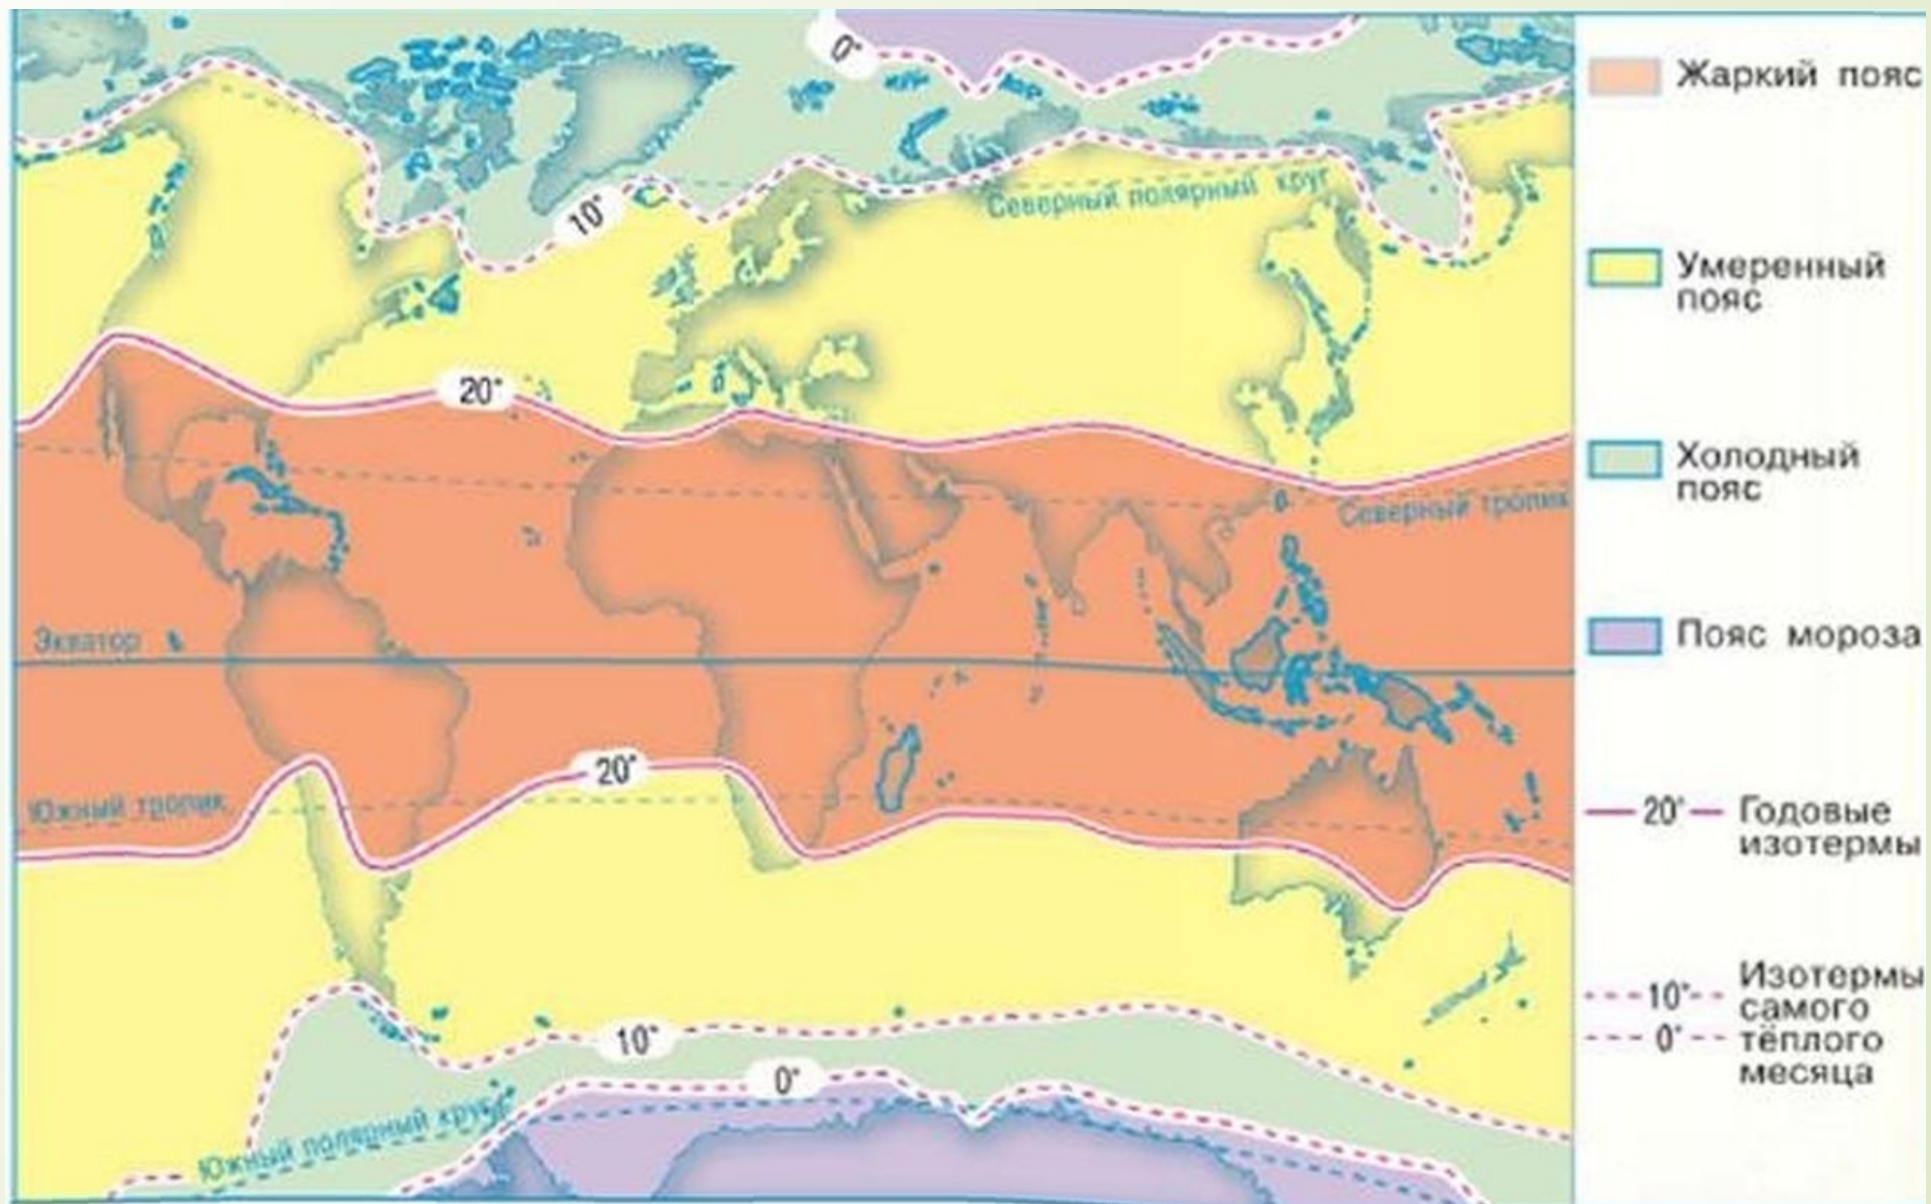 0°
10°
Северный полярный круг
20°
Северный тропик
Экватор
20°
Южный тропик
10°
0°
Южный полярный круг
Жаркий пояс
Умеренный
пояс
Холодный
пояс
Пояс мороза
20°
Годовые
изотермы
10°
0°
Изотермы
самого
тёплого
месяца